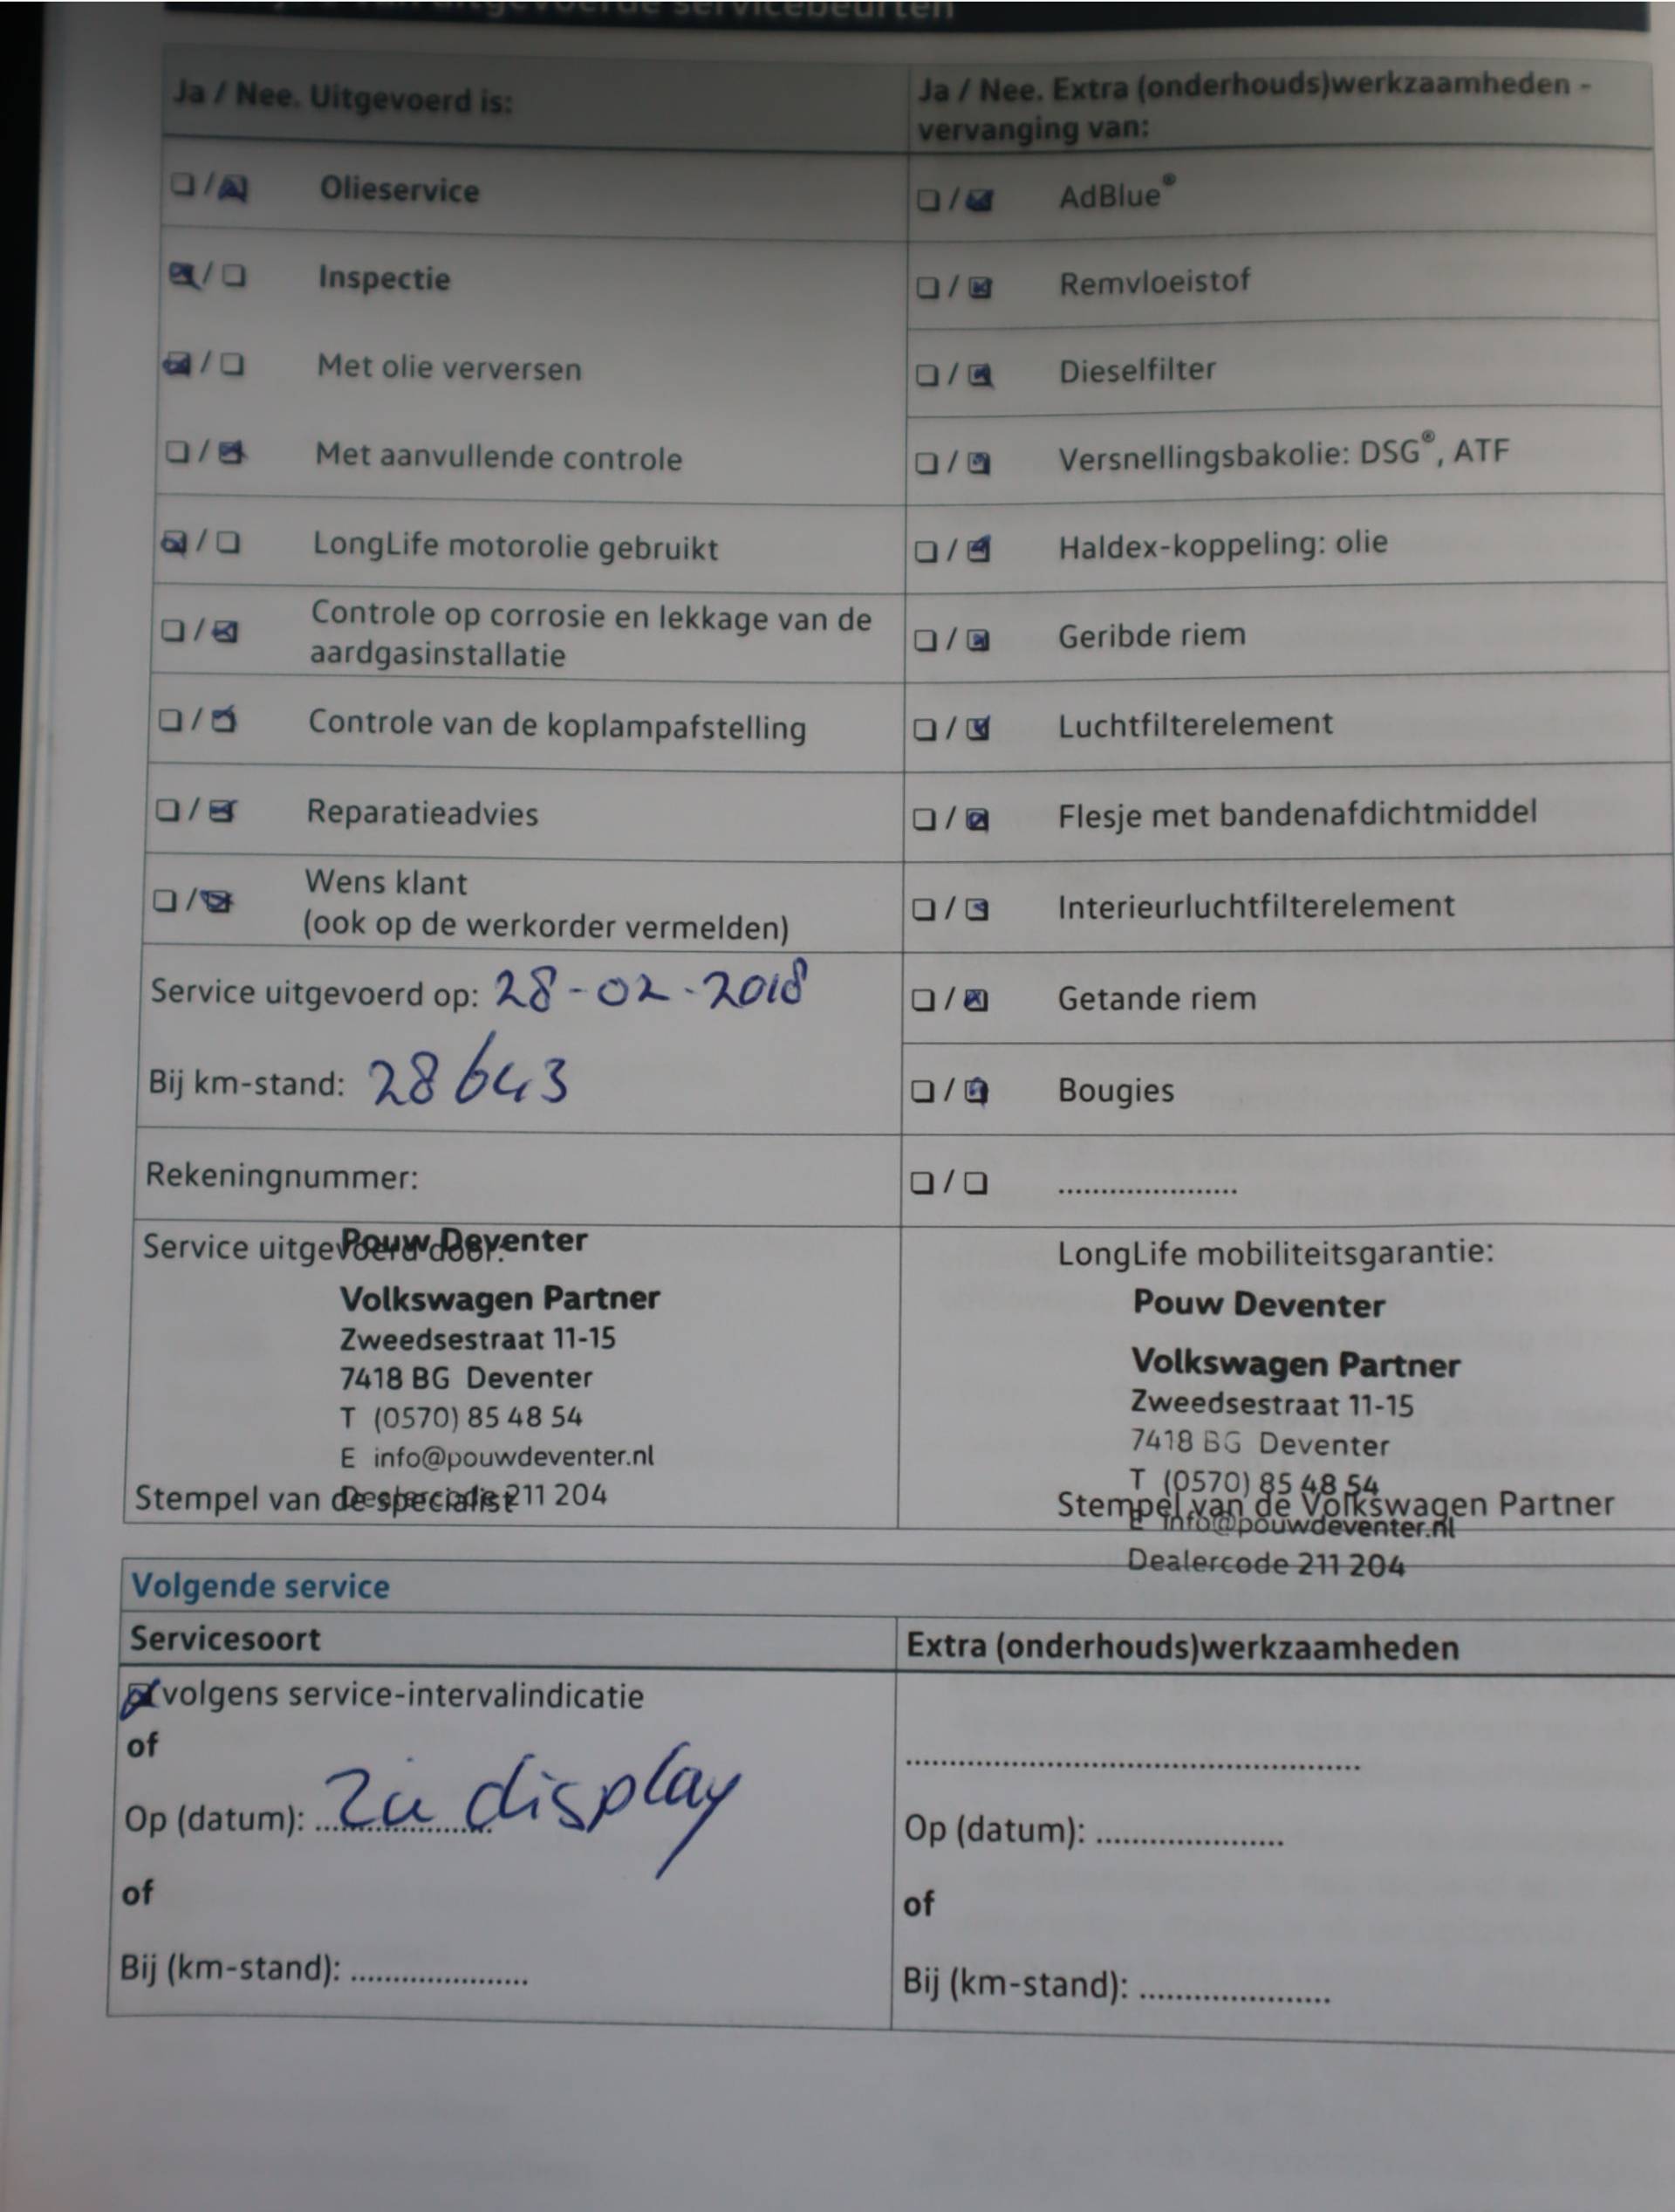 van uitgevoerde servicebeurten
Ja / Nee. Uitgevoerd is:
☐ / ☒ Olieservice
☒ / ☐ Inspectie
☒ / ☐ Met olie verversen
☐ / ☒ Met aanvullende controle
☒ / ☐ LongLife motorolie gebruikt
☐ / ☒ Controle op corrosie en lekkage van de
aardgasinstallatie
☐ / ☒ Controle van de koplampafstelling
☐ / ☒ Reparatieadvies
☐ / ☒ Wens klant
(ook op de werkorder vermelden)
Service uitgevoerd op: 28-02-2018
Bij km-stand: 28643
Rekeningnummer:
Service uitgevoerd door:
Pouw Deventer
Volkswagen Partner
Zweedsestraat 11-15
7418 BG Deventer
T (0570) 85 48 54
E info@pouwdeventer.nl
Dealercode 211 204
Stempel van de specialist
Ja / Nee. Extra (onderhouds)werkzaamheden -
vervanging van:
☐ / ☒ AdBlue®
☐ / ☒ Remvloeistof
☐ / ☒ Dieselfilter
☐ / ☒ Versnellingsbakolie: DSG®, ATF
☐ / ☒ Haldex-koppeling: olie
☐ / ☒ Geribde riem
☐ / ☒ Luchtfilterelement
☐ / ☒ Flesje met bandenafdichtmiddel
☐ / ☒ Interieurluchtfilterelement
☐ / ☒ Getande riem
☐ / ☒ Bougies
☐ / ☐ .....................
LongLife mobiliteitsgarantie:
Pouw Deventer
Volkswagen Partner
Zweedsestraat 11-15
7418 BG Deventer
T (0570) 85 48 54
Stempel van de Volkswagen Partner
E info@pouwdeventer.nl
Dealercode 211 204
Volgende service
Servicesoort
☒ volgens service-intervalindicatie
of
Op (datum): Zie display
of
Bij (km-stand): .....................
Extra (onderhouds)werkzaamheden
.....................................................
Op (datum): ......................
of
Bij (km-stand): ......................